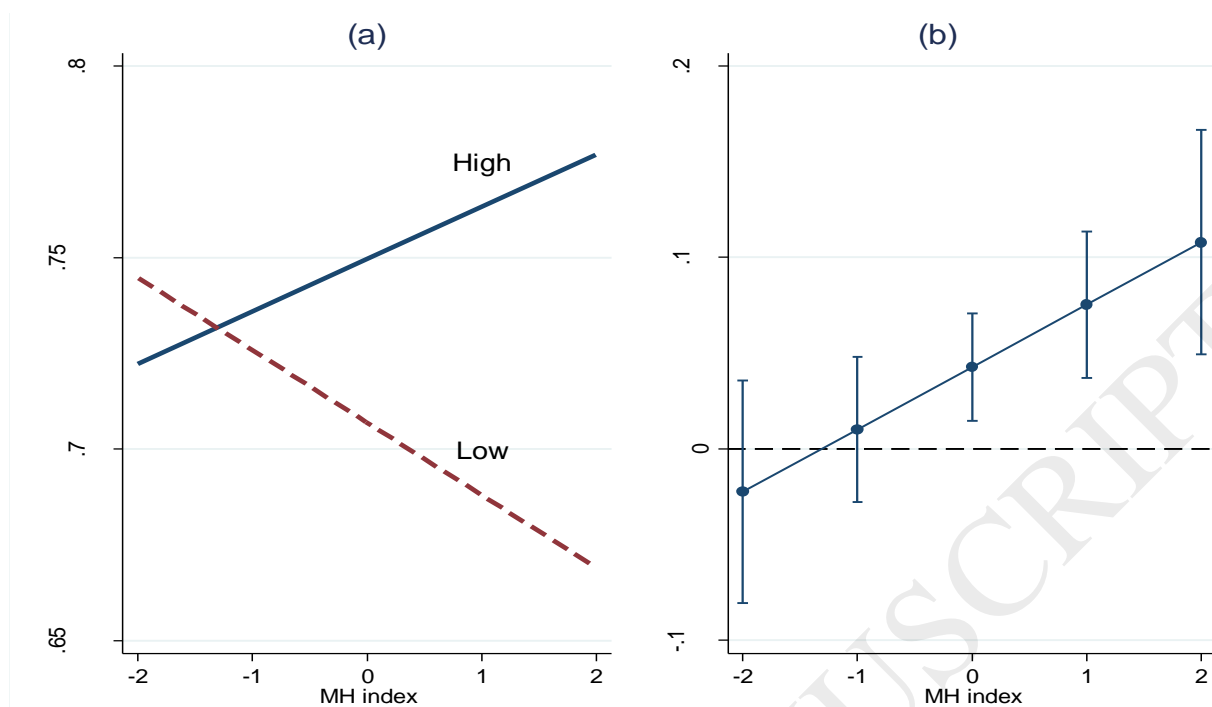 (a)
.8
.75
.7
.65
High
Low
-2 -1 0 1 2
MH index
(b)
.2
.1
0
-.1
-2 -1 0 1 2
MH index
USCRIPT